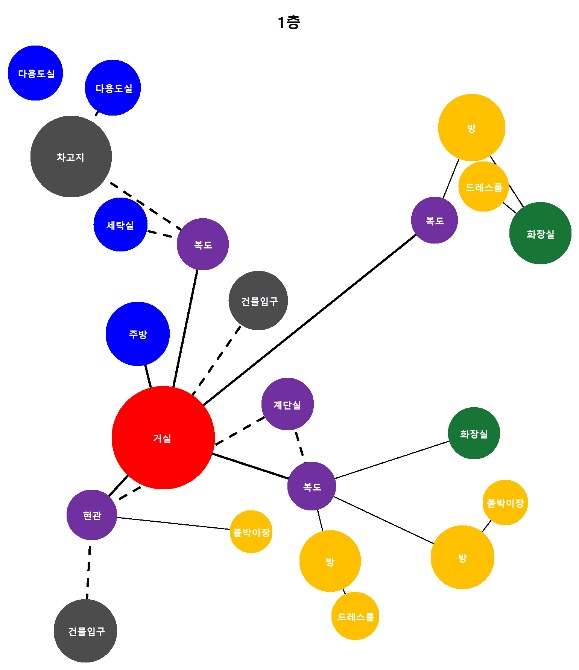 1층
다용도실
다용도실
차고지
방
드레스룸
세탁실
복도
복도
화장실
건물입구
주방
계단실
거실
화장실
복도
현관
붙박이장
붙박이장
방
방
드레스룸
건물입구